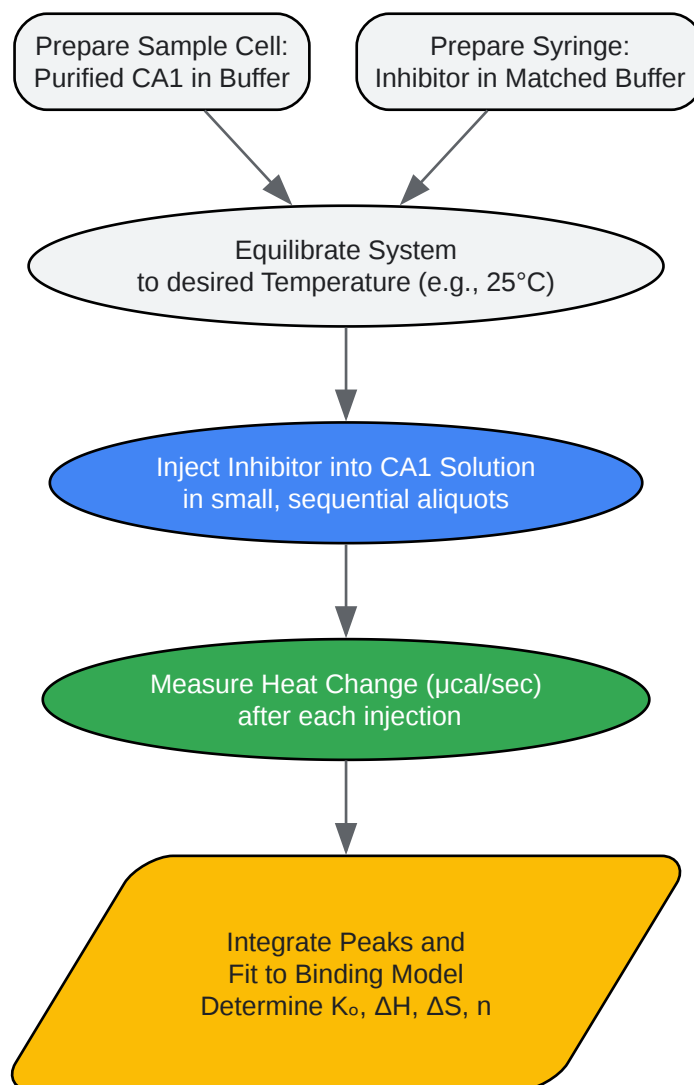 Prepare Sample Cell:
Purified CA1 in Buffer
Prepare Syringe:
Inhibitor in Matched Buffer
Equilibrate System
to desired Temperature (e.g., 25°C)
Inject Inhibitor into CA1 Solution
in small, sequential aliquots
Measure Heat Change (µcal/sec)
after each injection
Integrate Peaks and
Fit to Binding Model
Determine Kₒ, ΔH, ΔS, n